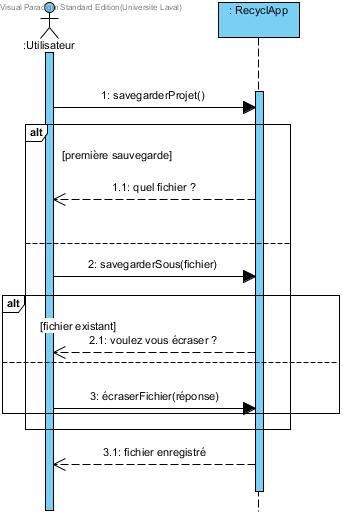 Visual Paradigm Standard Edition(Universite Laval)
: RecyclApp
:Utilisateur
1: savegarderProjet()
alt
[première sauvegarde]
1.1: quel fichier ?
2: savegarderSous(fichier)
alt
[fichier existant]
2.1: voulez vous écraser ?
3: écraserFichier(réponse)
3.1: fichier enregistré